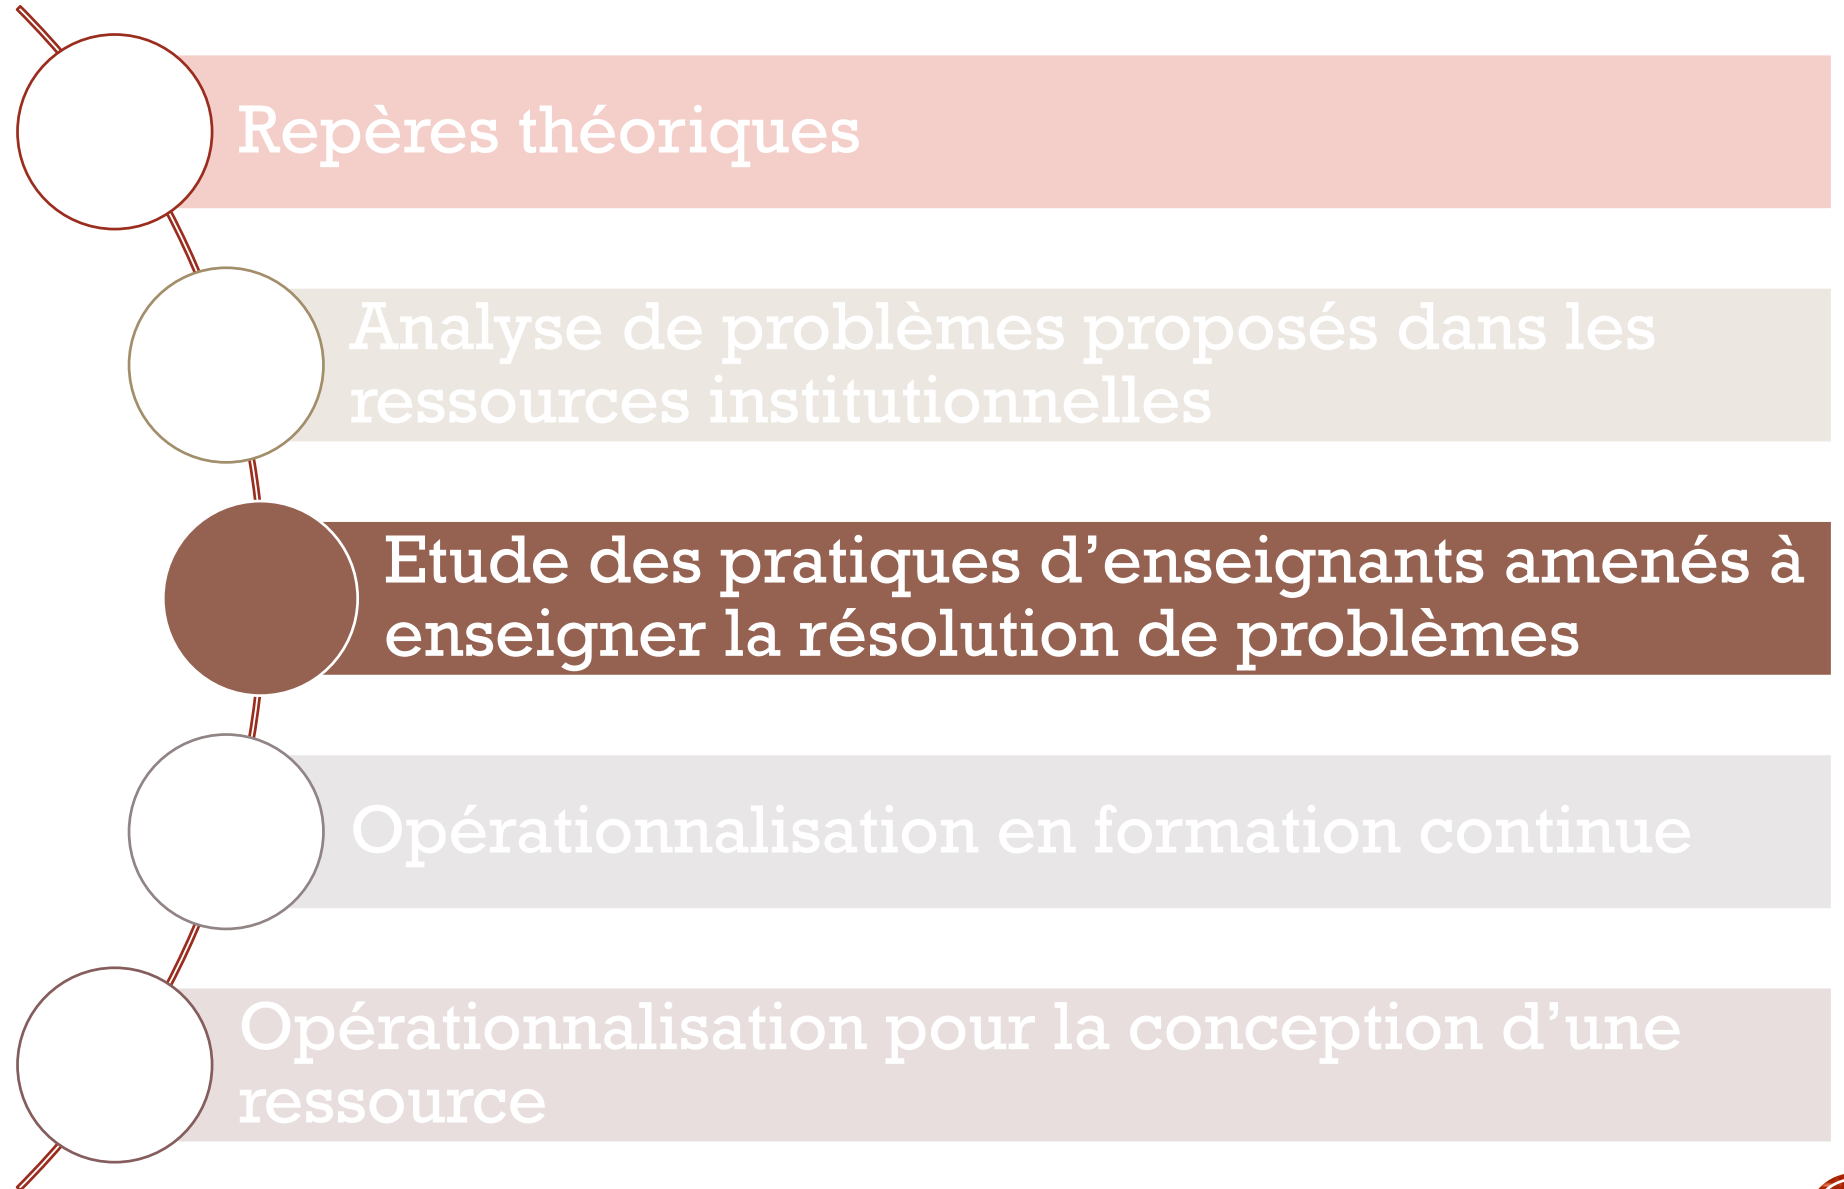 Repères théoriques
Analyse de problèmes proposés dans les
ressources institutionnelles
Etude des pratiques d’enseignants amenés à
enseigner la résolution de problèmes
Opérationnalisation en formation continue
Opérationnalisation pour la conception d’une
ressource